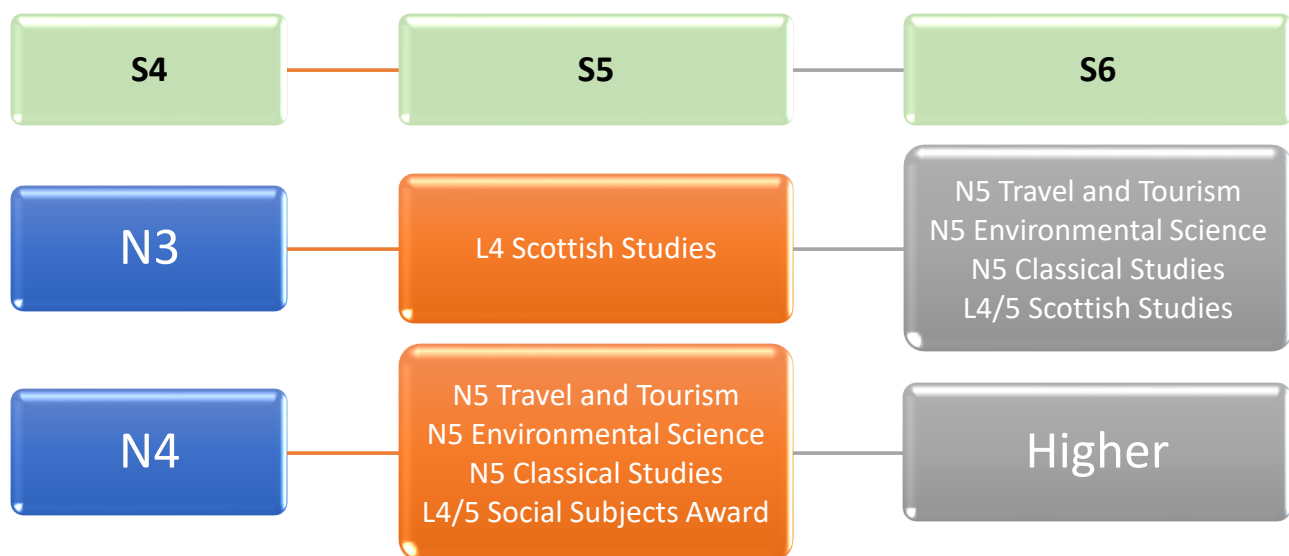 S4
S5
S6
N3
L4 Scottish Studies
N5 Travel and Tourism
N5 Environmental Science
N5 Classical Studies
L4/5 Scottish Studies
N4
N5 Travel and Tourism
N5 Environmental Science
N5 Classical Studies
L4/5 Social Subjects Award
Higher